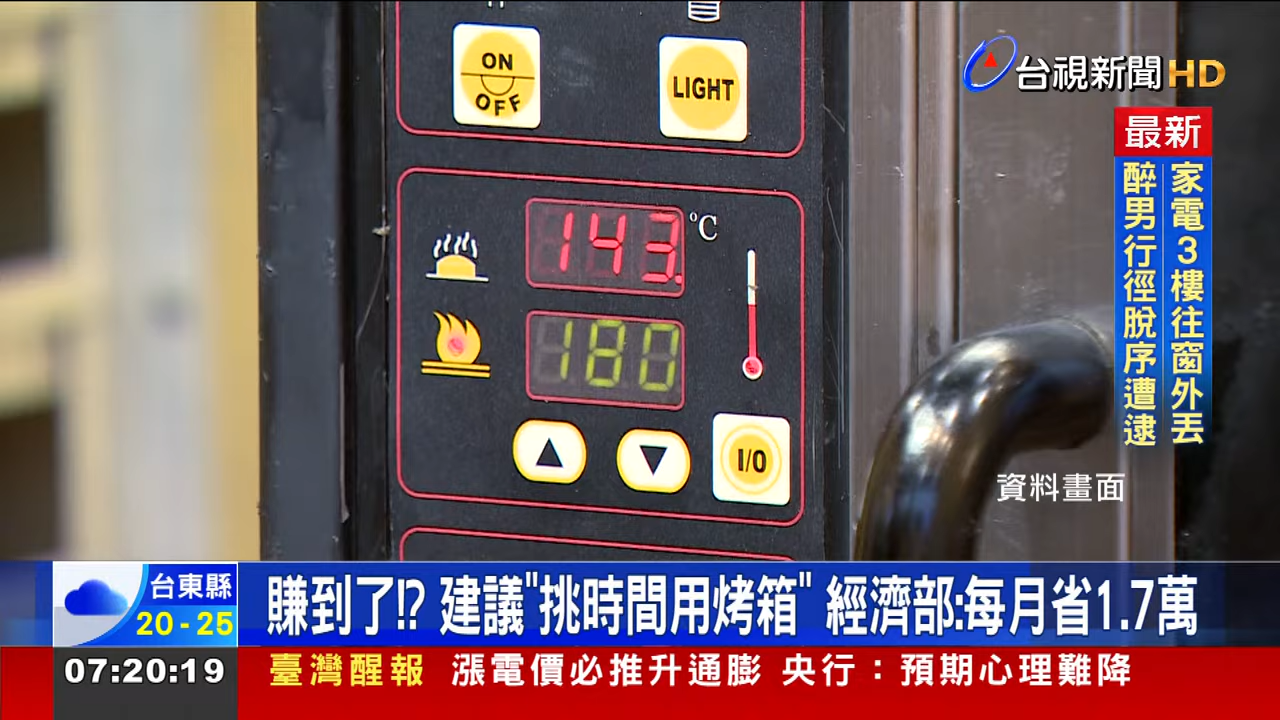 ON
OFF
LIGHT
台視新聞HD
最新
家電3樓往窗外丟
醉男行徑脫序遭逮
143
°C
180
I/O
資料畫面
台東縣
20-25
賺到了!? 建議"挑時間用烤箱" 經濟部:每月省1.7萬
07:20:19
臺灣醒報 漲電價必推升通膨 央行：預期心理難降